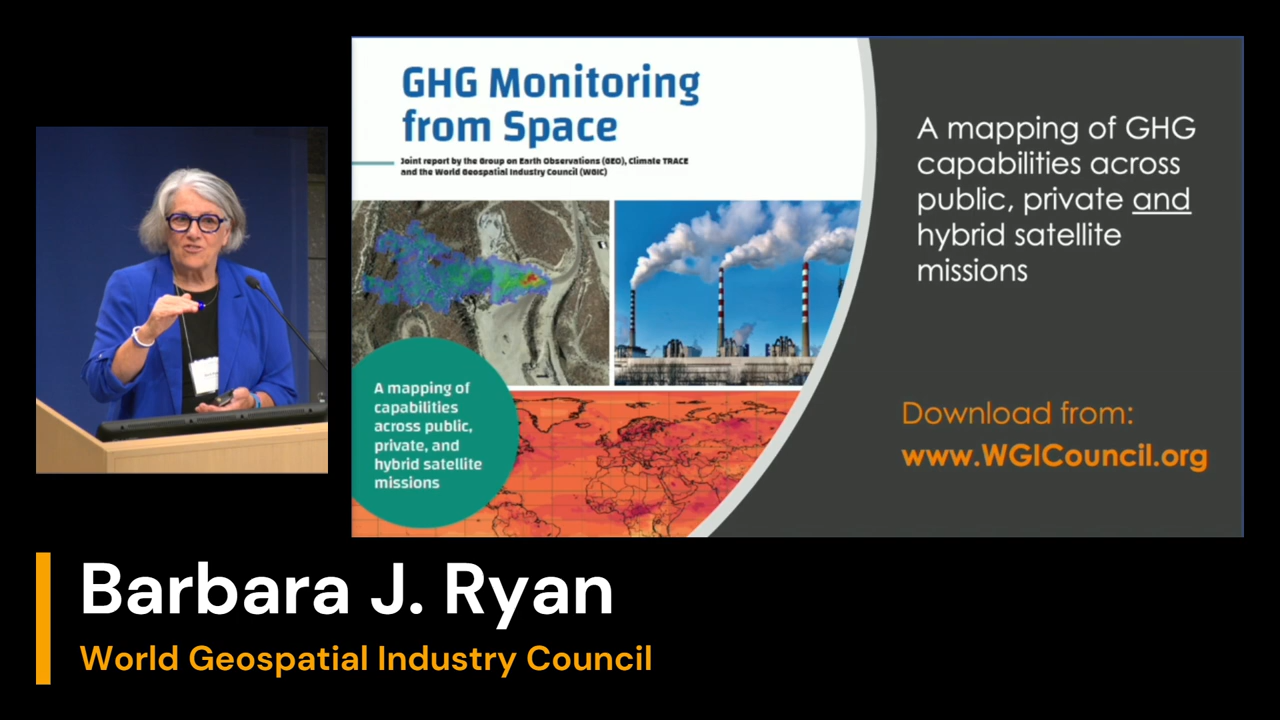 GHG Monitoring
from Space
Joint report by the Group on Earth Observations (GEO), Climate TRACE
and the World Geospatial Industry Council (WGIC)
A mapping of
capabilities
across public,
private, and
hybrid satellite
missions
A mapping of GHG
capabilities across
public, private and
hybrid satellite
missions
Download from:
www.WGICouncil.org
Barbara J. Ryan
World Geospatial Industry Council